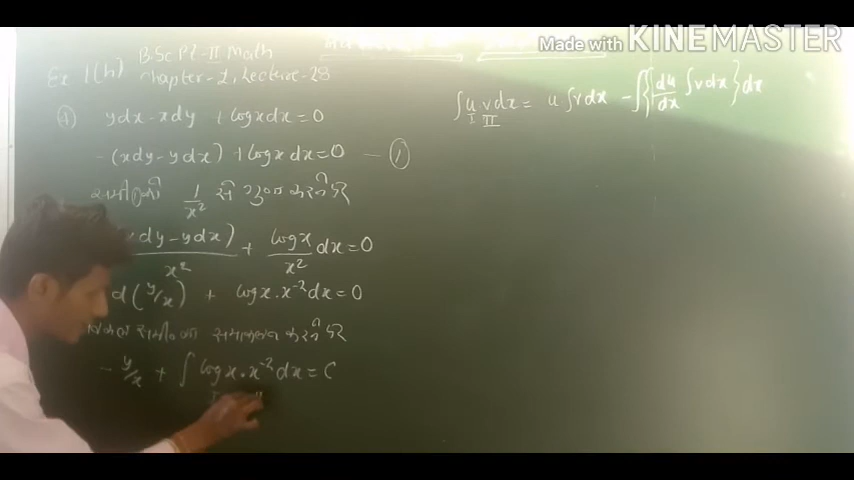 Made with KINEMASTER
B.Sc Pt-II Math
Ex 1(h) Chapter-1, Lecture-28
∫ u v dx = u ∫v dx - ∫{ du/dx ∫v dx } dx
I II
ydx - xdy + logx dx = 0
-(xdy - ydx) + logx dx = 0 — ①
1/x² से गुणा करने पर
xdy - ydx)/x² + logx/x² dx = 0
d(y/x) + logx . x⁻² dx = 0
समाकलन करने पर
- y/x + ∫ logx . x⁻² dx = C
I II